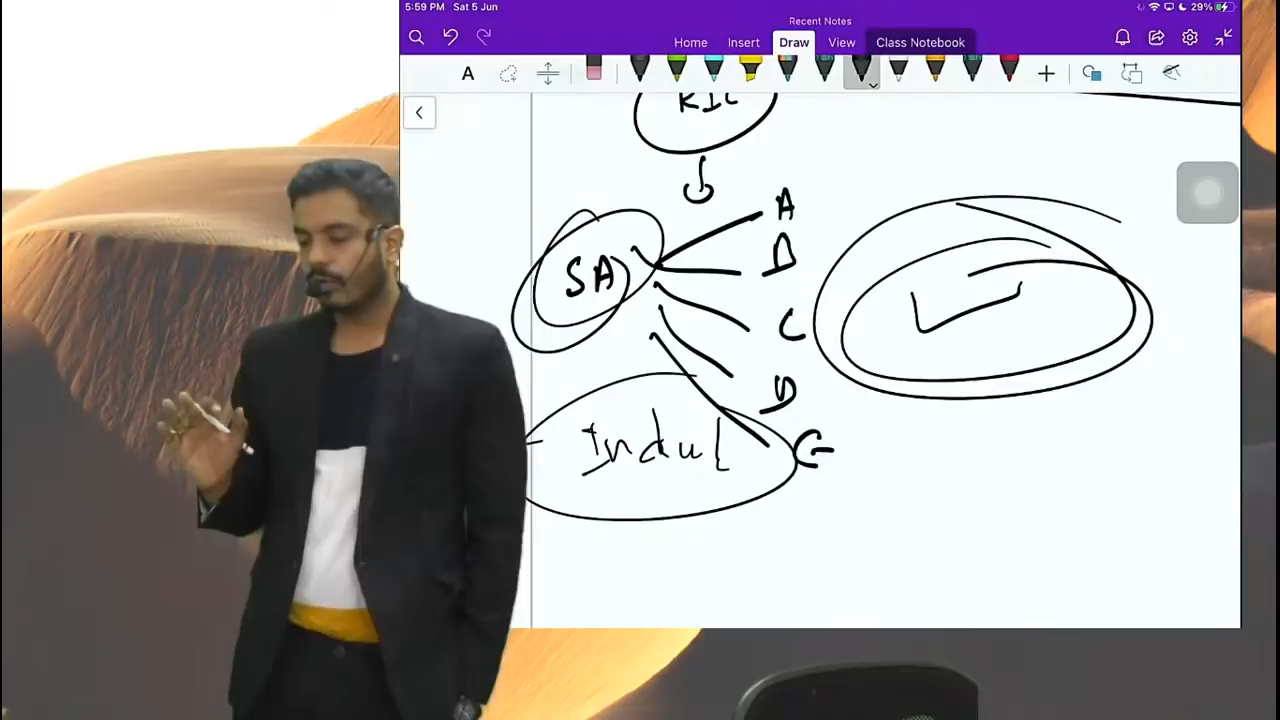 5:59 PM Sat 5 Jun
29%
Recent Notes
Home Insert Draw View Class Notebook
A
A
SA
C
D
Indul
G